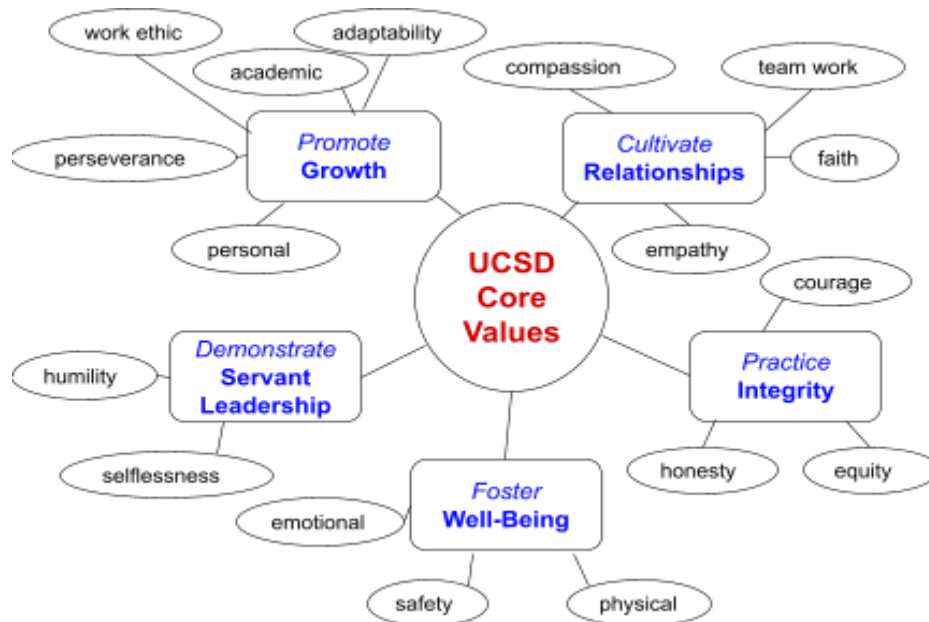 work ethic
adaptability
academic
compassion
team work
Promote
Growth
Cultivate
Relationships
perseverance
faith
personal
empathy
UCSD
Core
Values
courage
Demonstrate
Servant
Leadership
humility
Practice
Integrity
selflessness
honesty
equity
Foster
Well-Being
emotional
safety
physical